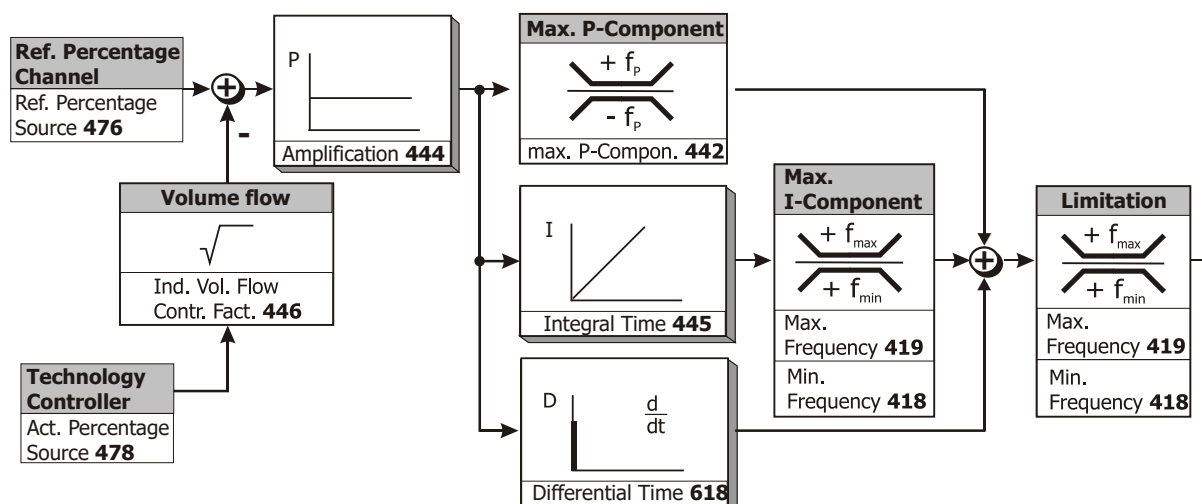 Ref. Percentage
Channel
Ref. Percentage
Source 476
+
-
P
Amplification 444
Max. P-Component
+ fP
- fP
max. P-Compon. 442
Volume flow
√
Ind. Vol. Flow
Contr. Fact. 446
Technology
Controller
Act. Percentage
Source 478
I
Integral Time 445
Max.
I-Component
+ fmax
+ fmin
Max.
Frequency 419
Min.
Frequency 418
D
d
dt
Differential Time 618
+
Limitation
+ fmax
+ fmin
Max.
Frequency 419
Min.
Frequency 418